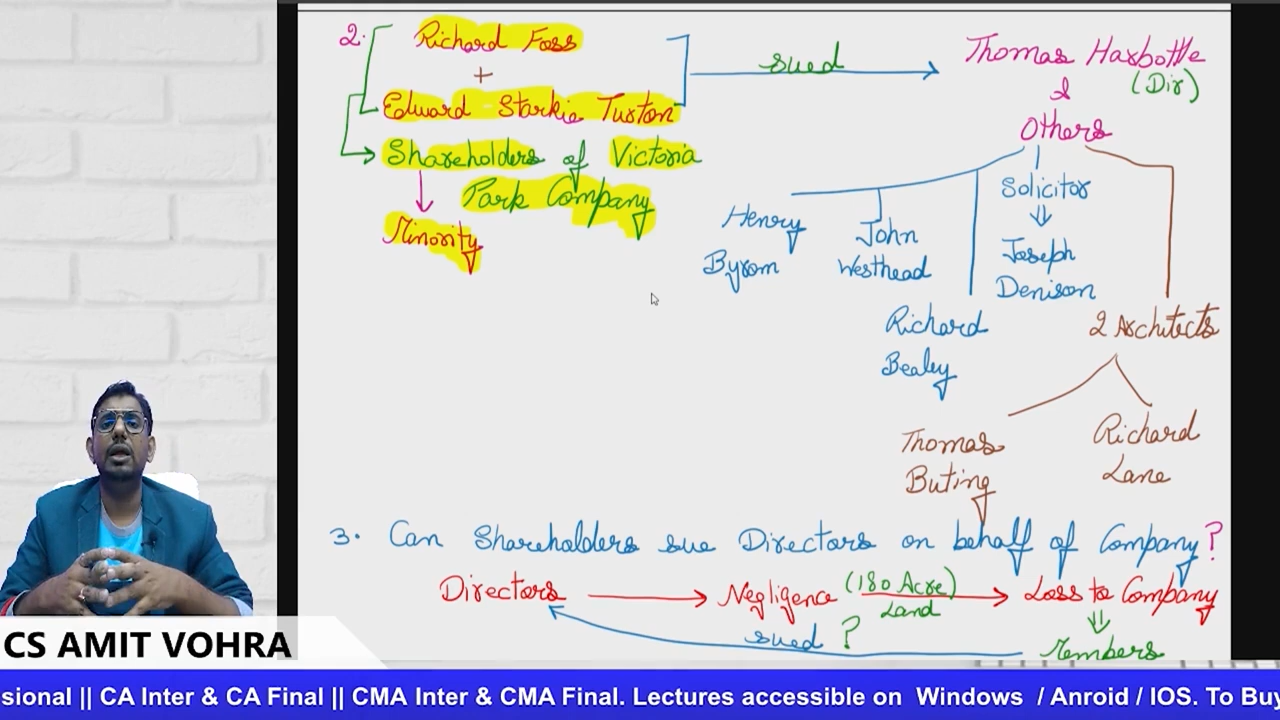 2. Richard Foss
+
Edward Starkie Turton
Shareholders of Victoria
Park Company
Minority
sued
Thomas Harbottle
(Dir)
&
Others
Henry
Byrom
John
Westhead
Richard
Bealey
Solicitor
⇓
Joseph
Denison
2 Architects
Thomas
Buting
Richard
Lane
3. Can Shareholders sue Directors on behalf of Company?
Directors → Negligence (180 Acre) Land → Loss to Company
⇓
sued ?
Members
CS AMIT VOHRA
sional || CA Inter & CA Final || CMA Inter & CMA Final. Lectures accessible on Windows / Anroid / IOS. To Buy